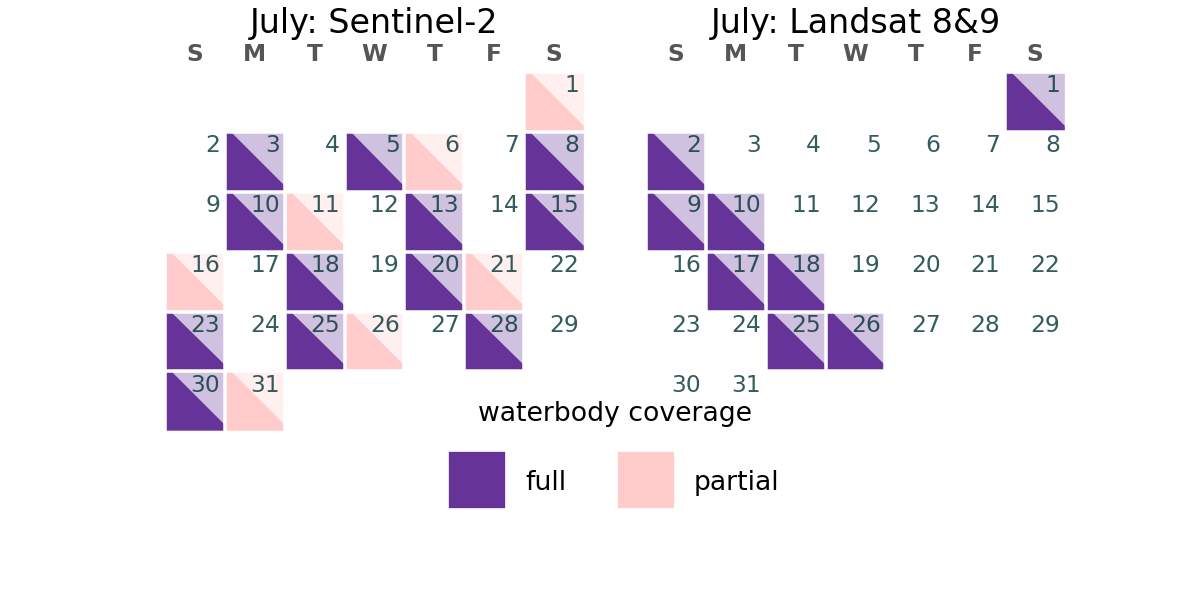 July: Sentinel-2
S M T W T F S
1
2 3 4 5 6 7 8
9 10 11 12 13 14 15
16 17 18 19 20 21 22
23 24 25 26 27 28 29
30 31
July: Landsat 8&9
S M T W T F S
1
2 3 4 5 6 7 8
9 10 11 12 13 14 15
16 17 18 19 20 21 22
23 24 25 26 27 28 29
30 31
waterbody coverage
full partial